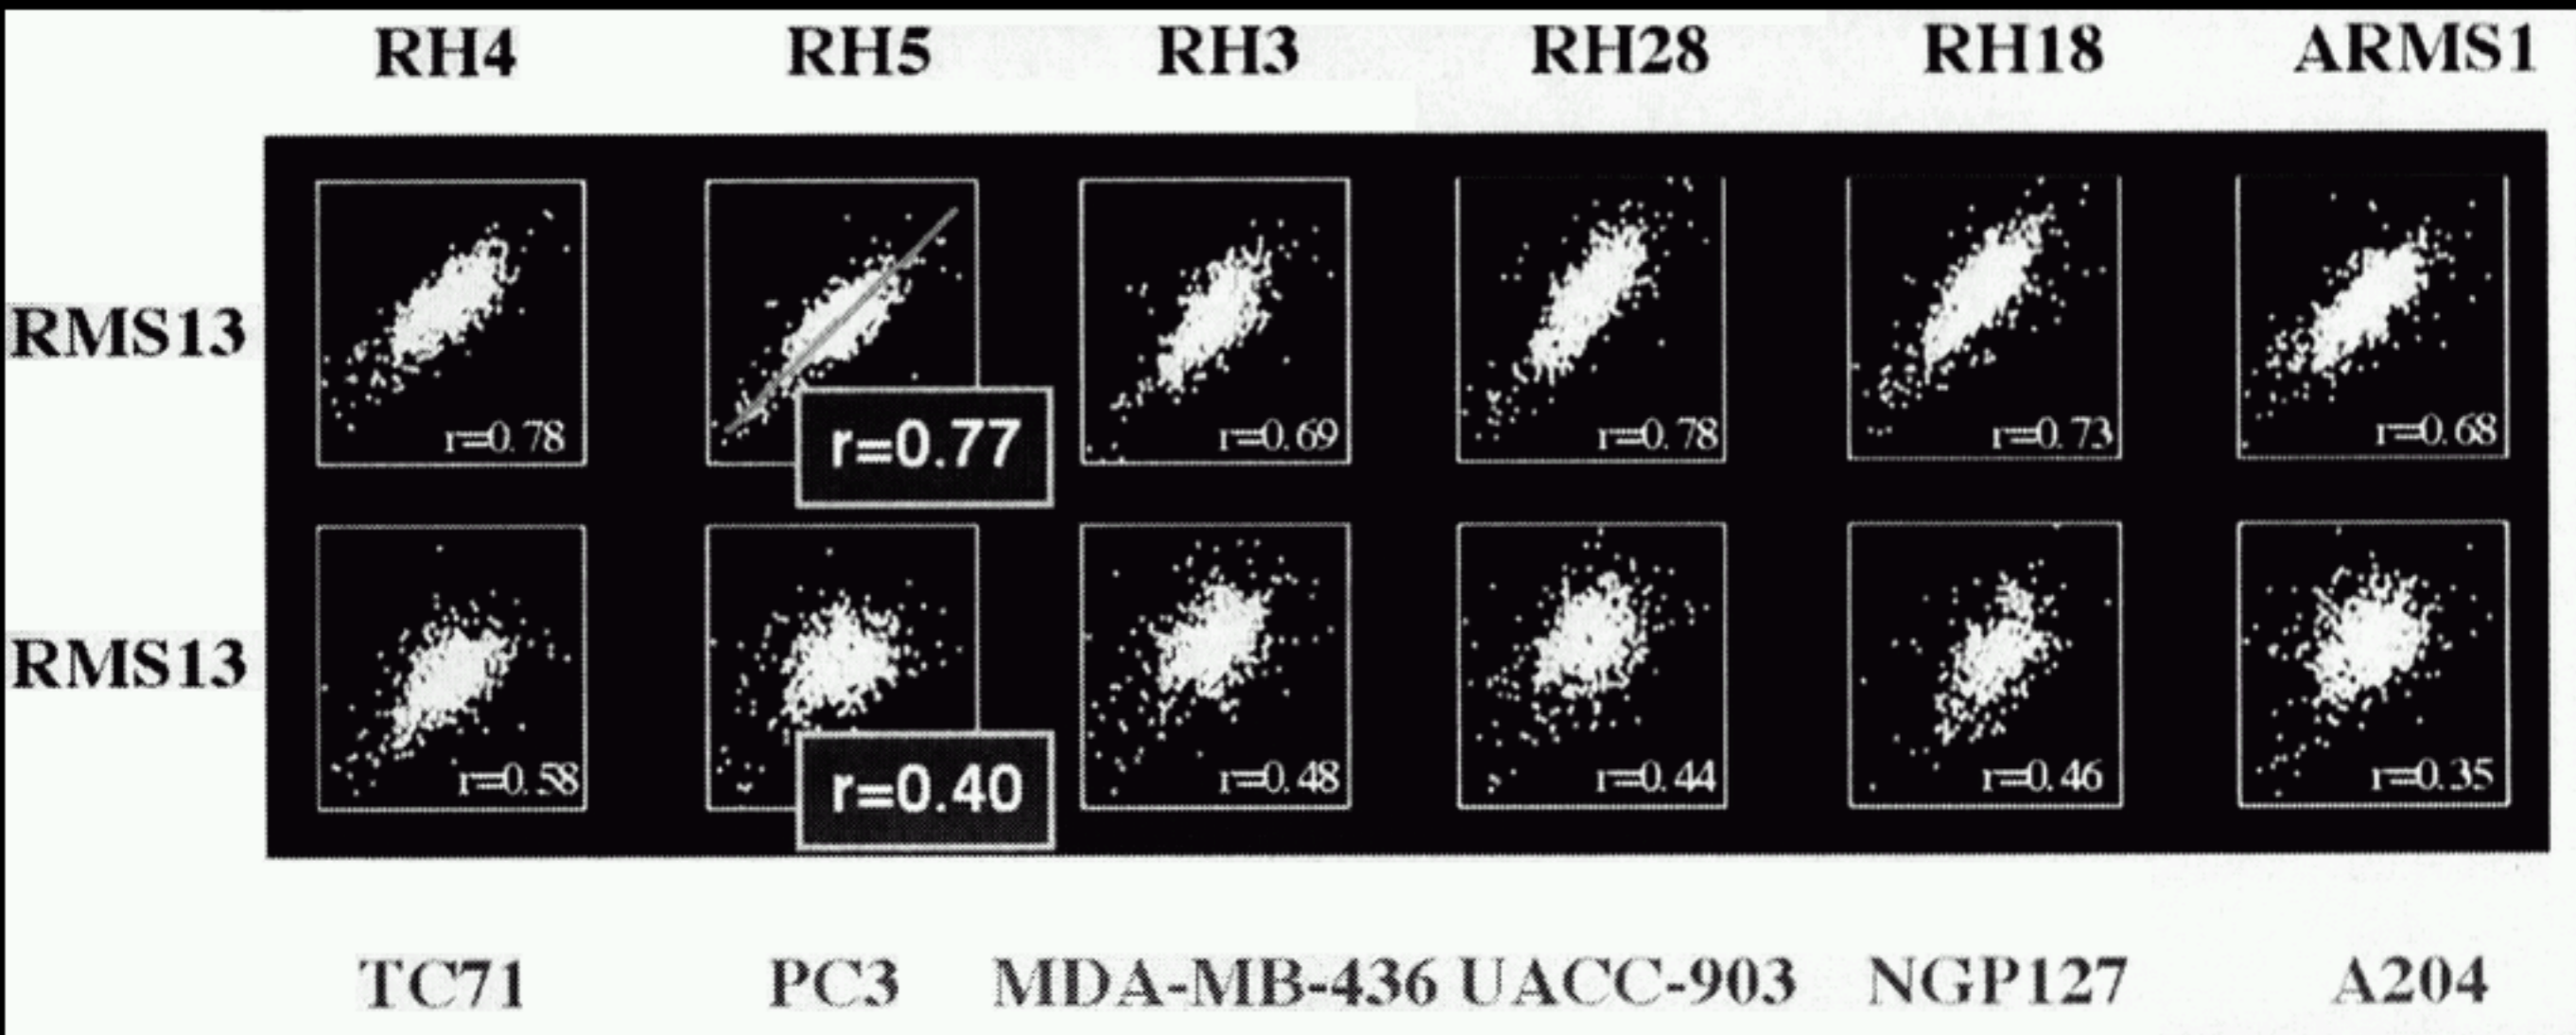 RH4 RH5 RH3 RH28 RH18 ARMS1
RMS13
r=0.78 r=0.77 r=0.69 r=0.78 r=0.73 r=0.68
RMS13
r=0.58 r=0.40 r=0.48 r=0.44 r=0.46 r=0.35
TC71 PC3 MDA-MB-436 UACC-903 NGP127 A204